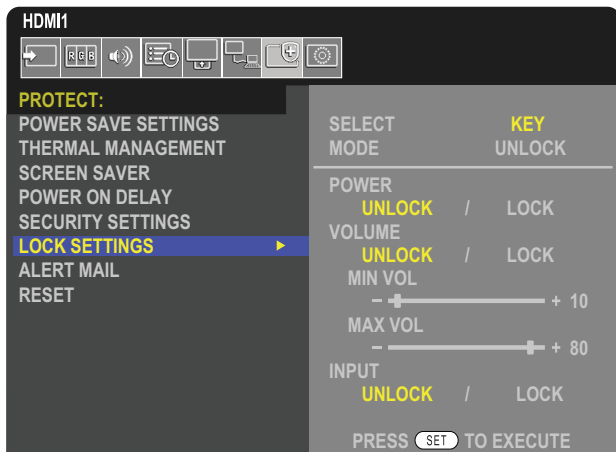 HDMI1
RGB
PROTECT:
POWER SAVE SETTINGS
THERMAL MANAGEMENT
SCREEN SAVER
POWER ON DELAY
SECURITY SETTINGS
LOCK SETTINGS
ALERT MAIL
RESET
SELECT KEY
MODE UNLOCK
POWER
UNLOCK / LOCK
VOLUME
UNLOCK / LOCK
MIN VOL
- + 10
MAX VOL
- + 80
INPUT
UNLOCK / LOCK
PRESS SET TO EXECUTE